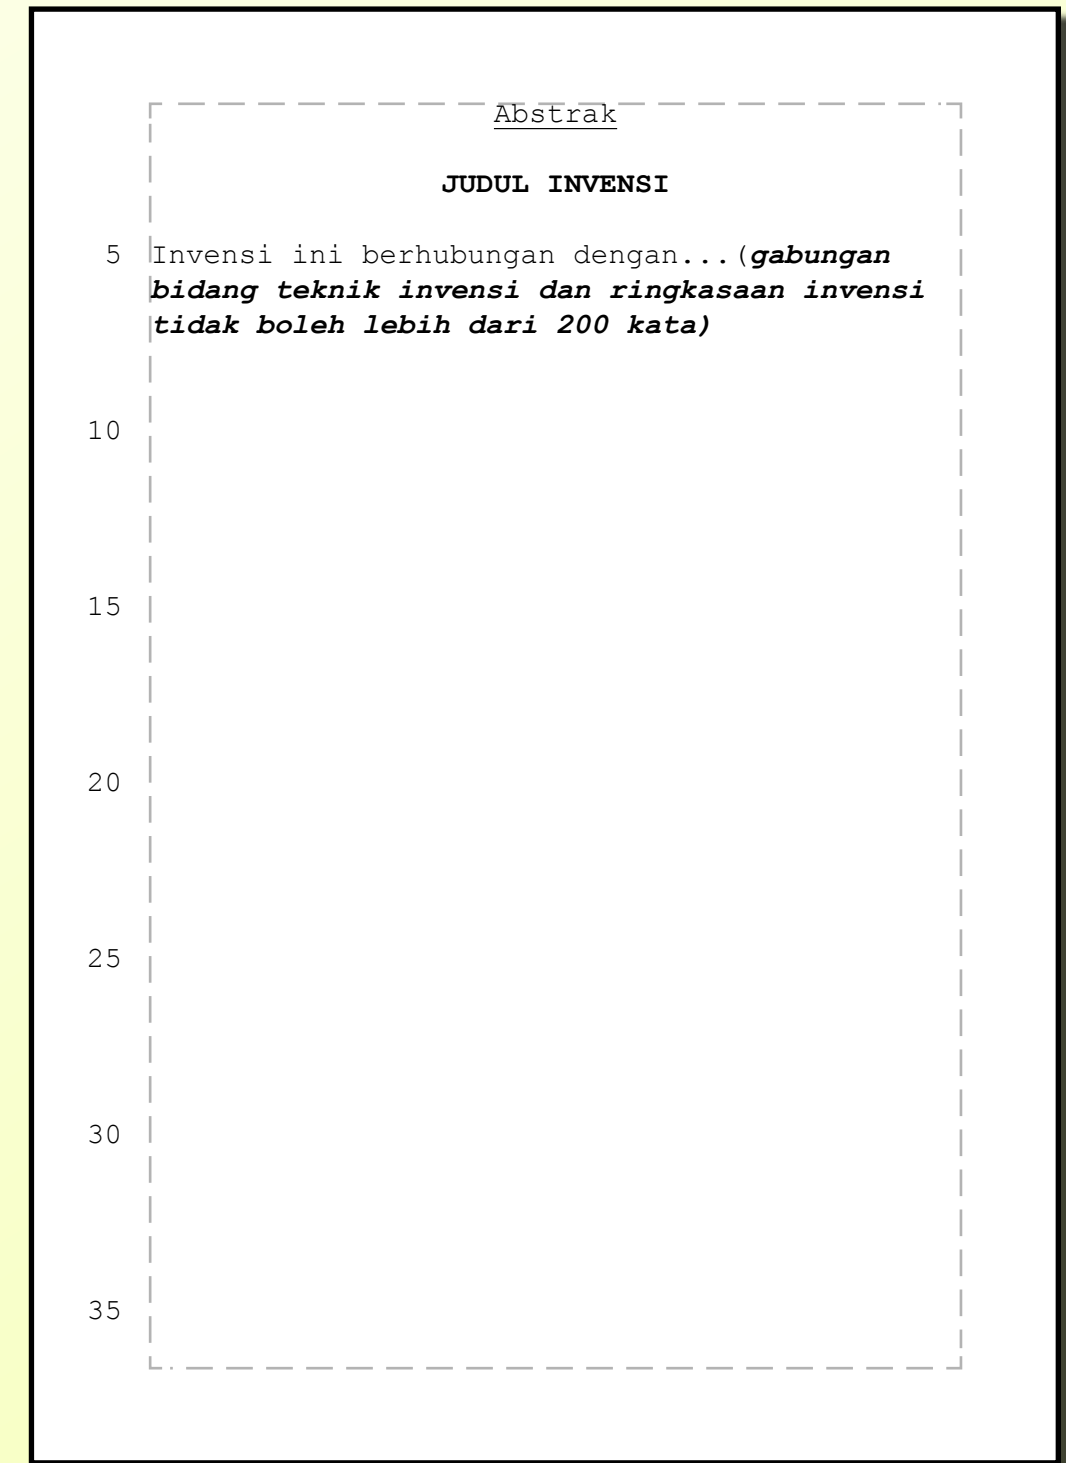 Abstrak
JUDUL INVENSI
5 Invensi ini berhubungan dengan...(gabungan
bidang teknik invensi dan ringkasaan invensi
tidak boleh lebih dari 200 kata)
10
15
20
25
30
35